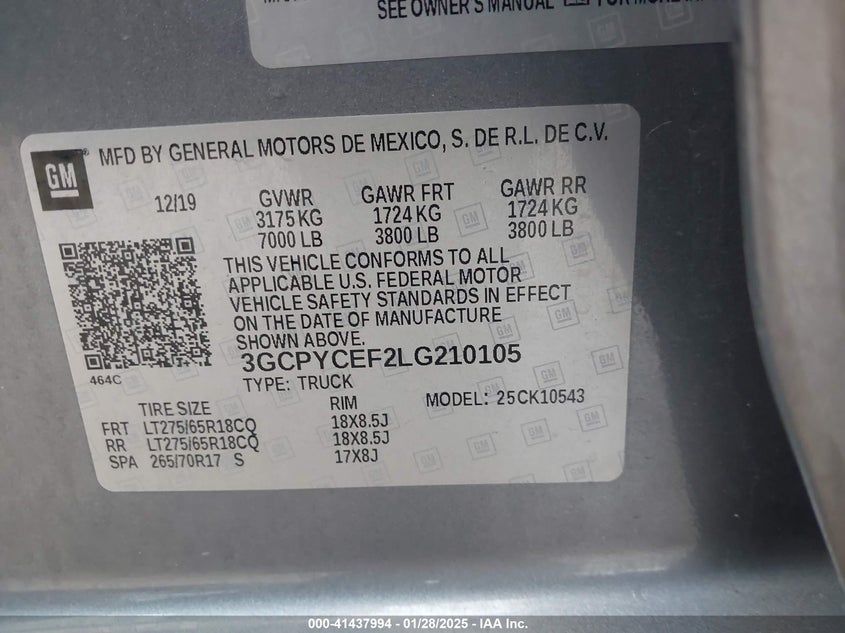 SEE OWNER'S MANUAL FOR MORE
GM
MFD BY GENERAL MOTORS DE MEXICO, S. DE R.L. DE C.V.
12/19 GVWR GAWR FRT GAWR RR
3175 KG 1724 KG 1724 KG
7000 LB 3800 LB 3800 LB
THIS VEHICLE CONFORMS TO ALL
APPLICABLE U.S. FEDERAL MOTOR
VEHICLE SAFETY STANDARDS IN EFFECT
ON THE DATE OF MANUFACTURE
SHOWN ABOVE.
464C
3GCPYCEF2LG210105
TYPE: TRUCK MODEL: 25CK10543
TIRE SIZE RIM
FRT LT275/65R18CQ 18X8.5J
RR LT275/65R18CQ 18X8.5J
SPA 265/70R17 S 17X8J
000-41437994 | 01/28/2025 - © IAA Inc.